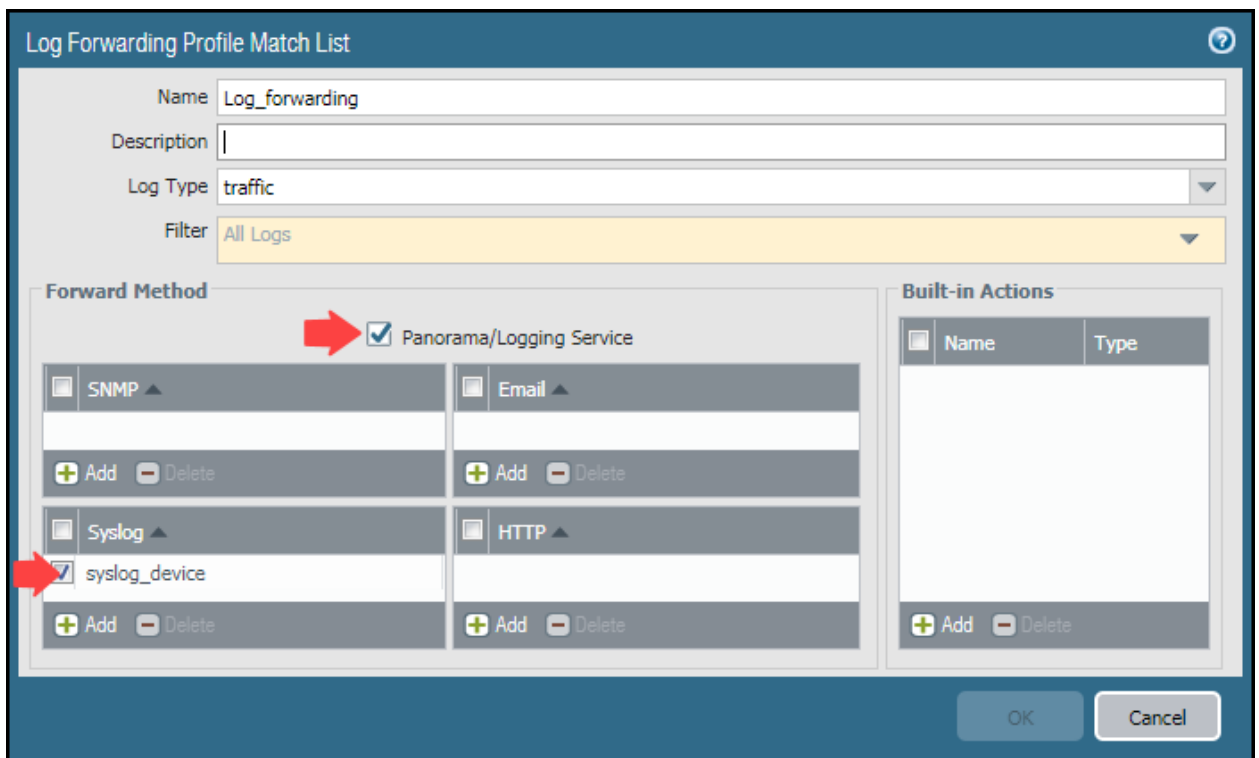 Log Forwarding Profile Match List
Name Log_forwarding
Description
Log Type traffic
Filter All Logs
Forward Method
Panorama/Logging Service
SNMP
Add Delete
Email
Add Delete
Syslog
syslog_device
Add Delete
HTTP
Add Delete
Built-in Actions
Name Type
Add Delete
OK Cancel